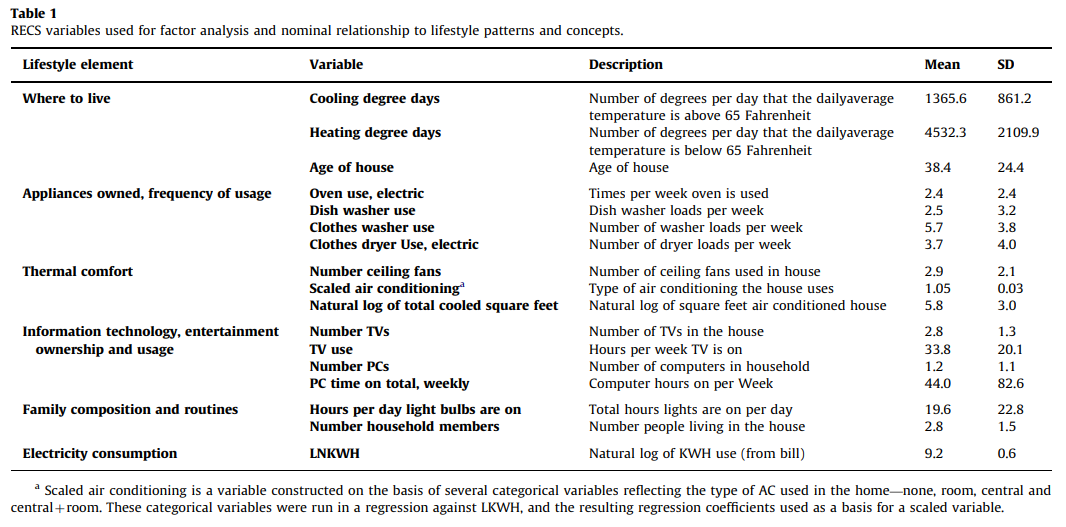 Table 1
RECS variables used for factor analysis and nominal relationship to lifestyle patterns and concepts.
Lifestyle element Variable Description Mean SD
Where to live Cooling degree days Number of degrees per day that the dailyaverage 1365.6 861.2
temperature is above 65 Fahrenheit
Heating degree days Number of degrees per day that the dailyaverage 4532.3 2109.9
temperature is below 65 Fahrenheit
Age of house Age of house 38.4 24.4
Appliances owned, frequency of usage Oven use, electric Times per week oven is used 2.4 2.4
Dish washer use Dish washer loads per week 2.5 3.2
Clothes washer use Number of washer loads per week 5.7 3.8
Clothes dryer Use, electric Number of dryer loads per week 3.7 4.0
Thermal comfort Number ceiling fans Number of ceiling fans used in house 2.9 2.1
Scaled air conditioningᵃ Type of air conditioning the house uses 1.05 0.03
Natural log of total cooled square feet Natural log of square feet air conditioned house 5.8 3.0
Information technology, entertainment Number TVs Number of TVs in the house 2.8 1.3
ownership and usage TV use Hours per week TV is on 33.8 20.1
Number PCs Number of computers in household 1.2 1.1
PC time on total, weekly Computer hours on per Week 44.0 82.6
Family composition and routines Hours per day light bulbs are on Total hours lights are on per day 19.6 22.8
Number household members Number people living in the house 2.8 1.5
Electricity consumption LNKWH Natural log of KWH use (from bill) 9.2 0.6
ᵃ Scaled air conditioning is a variable constructed on the basis of several categorical variables reflecting the type of AC used in the home—none, room, central and
central+room. These categorical variables were run in a regression against LKWH, and the resulting regression coefficients used as a basis for a scaled variable.